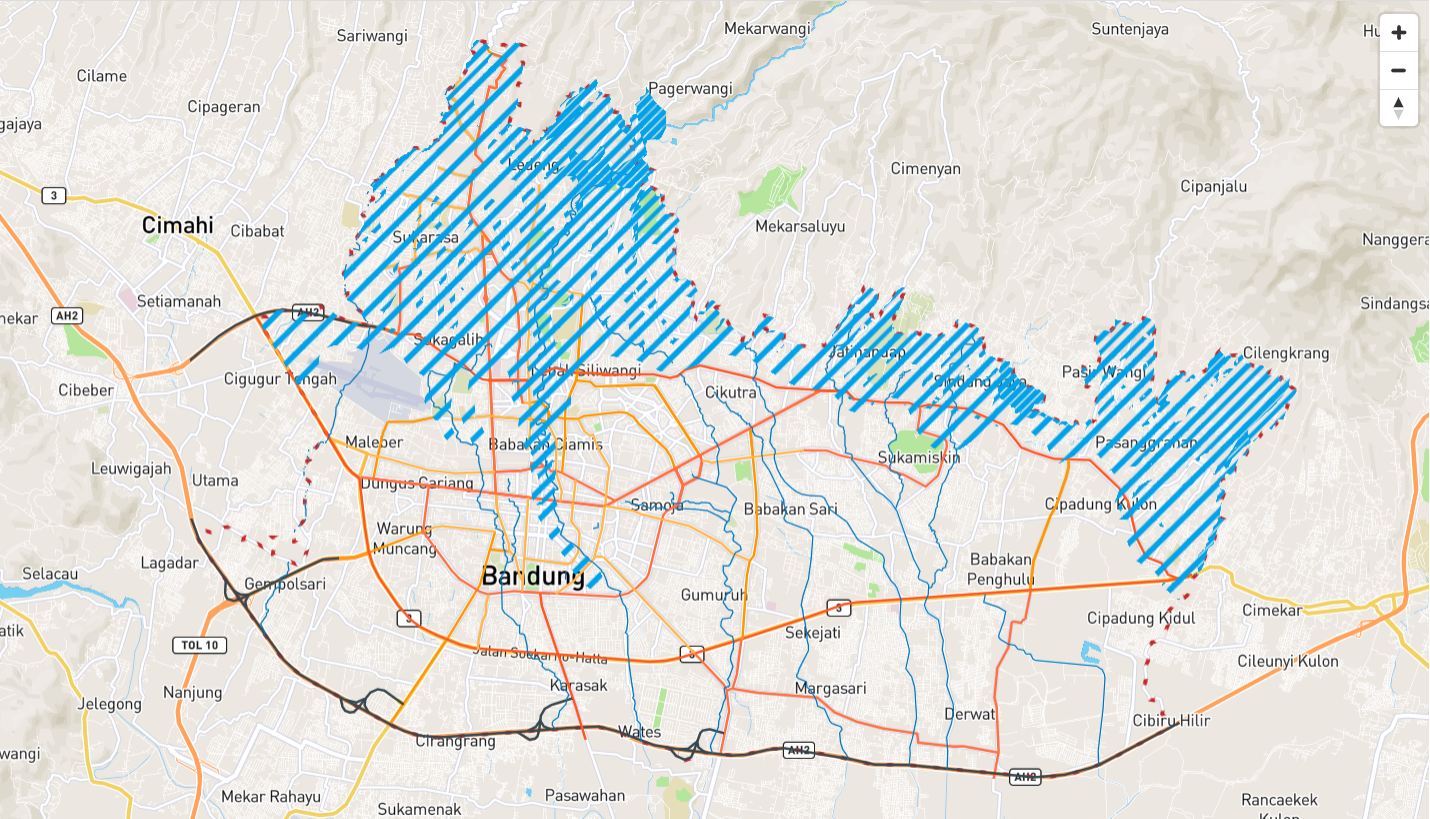 Mekarwangi
Suntenjaya
Hu
Sariwangi
Cilame
Pagerwangi
Cipageran
gajaya
Ledeng
Cimenyan
Cipanjalu
3
Cimahi
Cibabat
Sukarasa
Mekarsaluyu
Nanggera
Setiamanah
AH2
AH2
nekar
Sindangsa
Sukagalih
Jatihandap
Cilengkrang
Cigugur Tengah
Siliwangi
Pasir Wangi
Cibeber
Cikutra
Sindang Jaya
Maleber
Babakan Ciamis
Pasanggrahan
Sukamiskin
Leuwigajah
Utama
Dungus Cariang
Samoja
Babakan Sari
Cipadung Kulon
Warung
Muncang
Lagadar
Babakan
Penghulu
Selacau
Gempolsari
Bandung
Gumuruh
3
3
Cimekar
Cipadung Kidul
atik
Sekejati
TOL 10
3
Jalan Soekarno-Hatta
Cileunyi Kulon
Nanjung
Karasak
Margasari
Jelegong
Derwat
Cibiru Hilir
Wates
Cirangrang
wangi
AH2
AH2
Mekar Rahayu
Pasawahan
Sukamenak
Rancaekek
Kulon